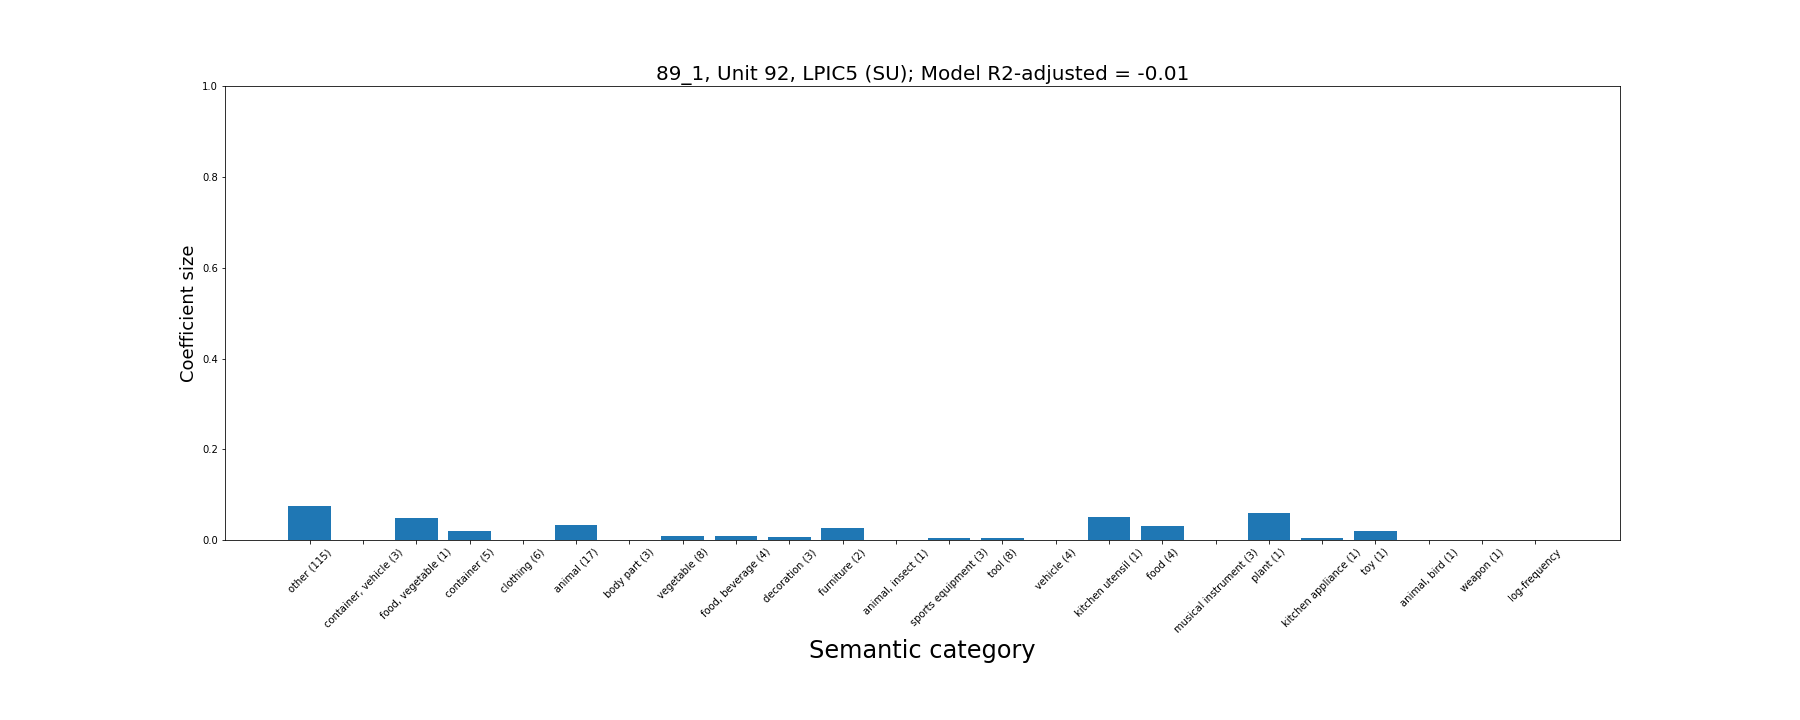 89_1, Unit 92, LPIC5 (SU); Model R2-adjusted = -0.01
Coefficient size
1.0
0.8
0.6
0.4
0.2
0.0
other (115)
container, vehicle (3)
food, vegetable (1)
container (5)
clothing (6)
animal (17)
body part (3)
vegetable (8)
food, beverage (4)
decoration (3)
furniture (2)
animal, insect (1)
sports equipment (3)
tool (8)
vehicle (4)
kitchen utensil (1)
food (4)
musical instrument (3)
plant (1)
kitchen appliance (1)
toy (1)
animal, bird (1)
weapon (1)
log-frequency
Semantic category